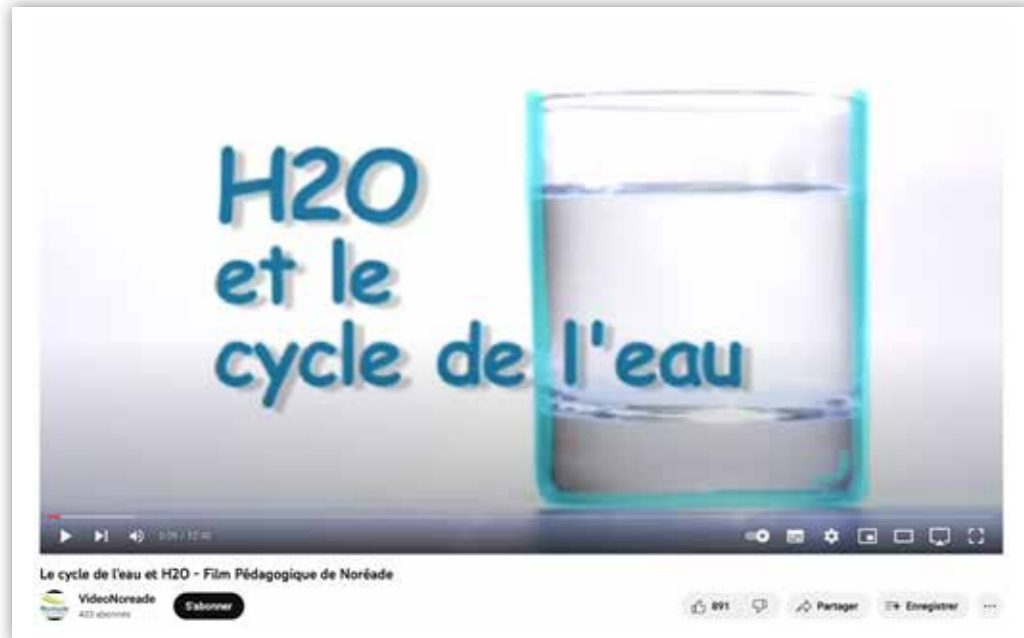 H2O
et le
cycle de l'eau
Le cycle de l'eau et H2O - Film Pédagogique de Noréade
VideoNoreade
S'abonner
891
Partager
Enregistrer